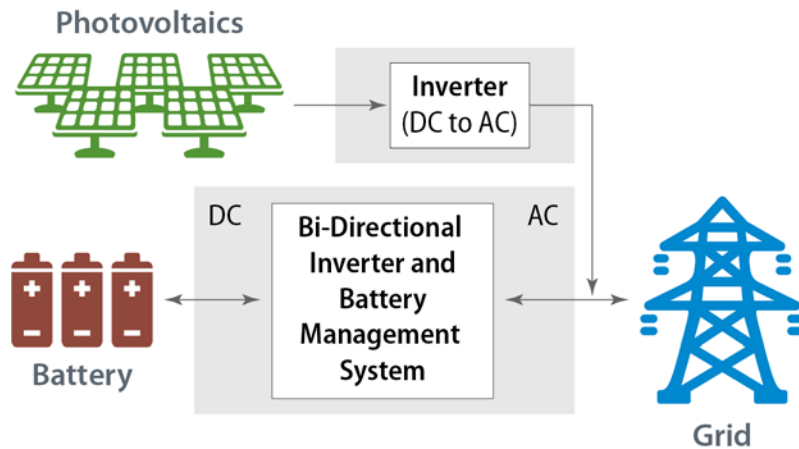 Photovoltaics
Inverter
(DC to AC)
DC
AC
Bi-Directional
Inverter and
Battery
Management
System
Battery
Grid